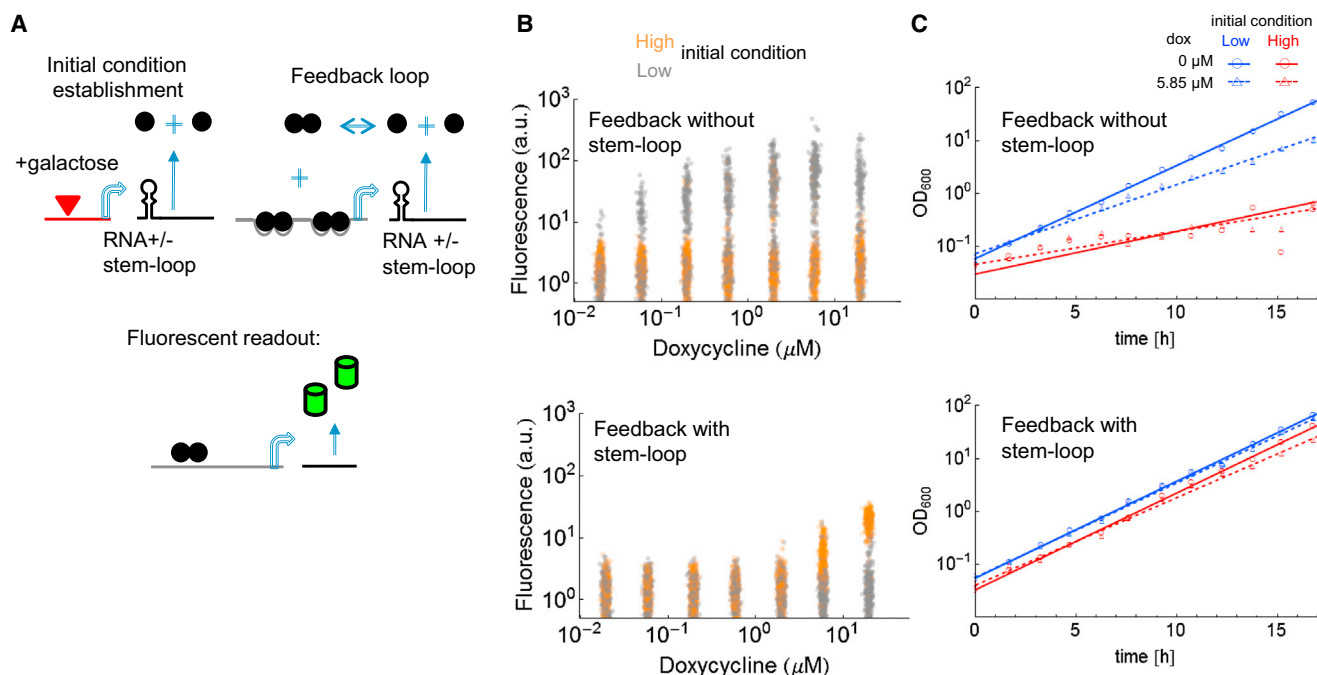 A
Initial condition
establishment
Feedback loop
+galactose
RNA+/-
stem-loop
RNA +/-
stem-loop
Fluorescent readout:
B
High
Low
initial condition
Fluorescence (a.u.)
10³
10²
10¹
10⁰
Feedback without
stem-loop
10⁻² 10⁻¹ 10⁰ 10¹
Doxycycline (μM)
Fluorescence (a.u.)
10³
10²
10¹
10⁰
Feedback with
stem-loop
10⁻² 10⁻¹ 10⁰ 10¹
Doxycycline (μM)
C
initial condition
dox Low High
0 μM
5.85 μM
OD₆₀₀
10²
10¹
10⁰
10⁻¹
Feedback without
stem-loop
0 5 10 15
time [h]
OD₆₀₀
10²
10¹
10⁰
10⁻¹
Feedback with
stem-loop
0 5 10 15
time [h]